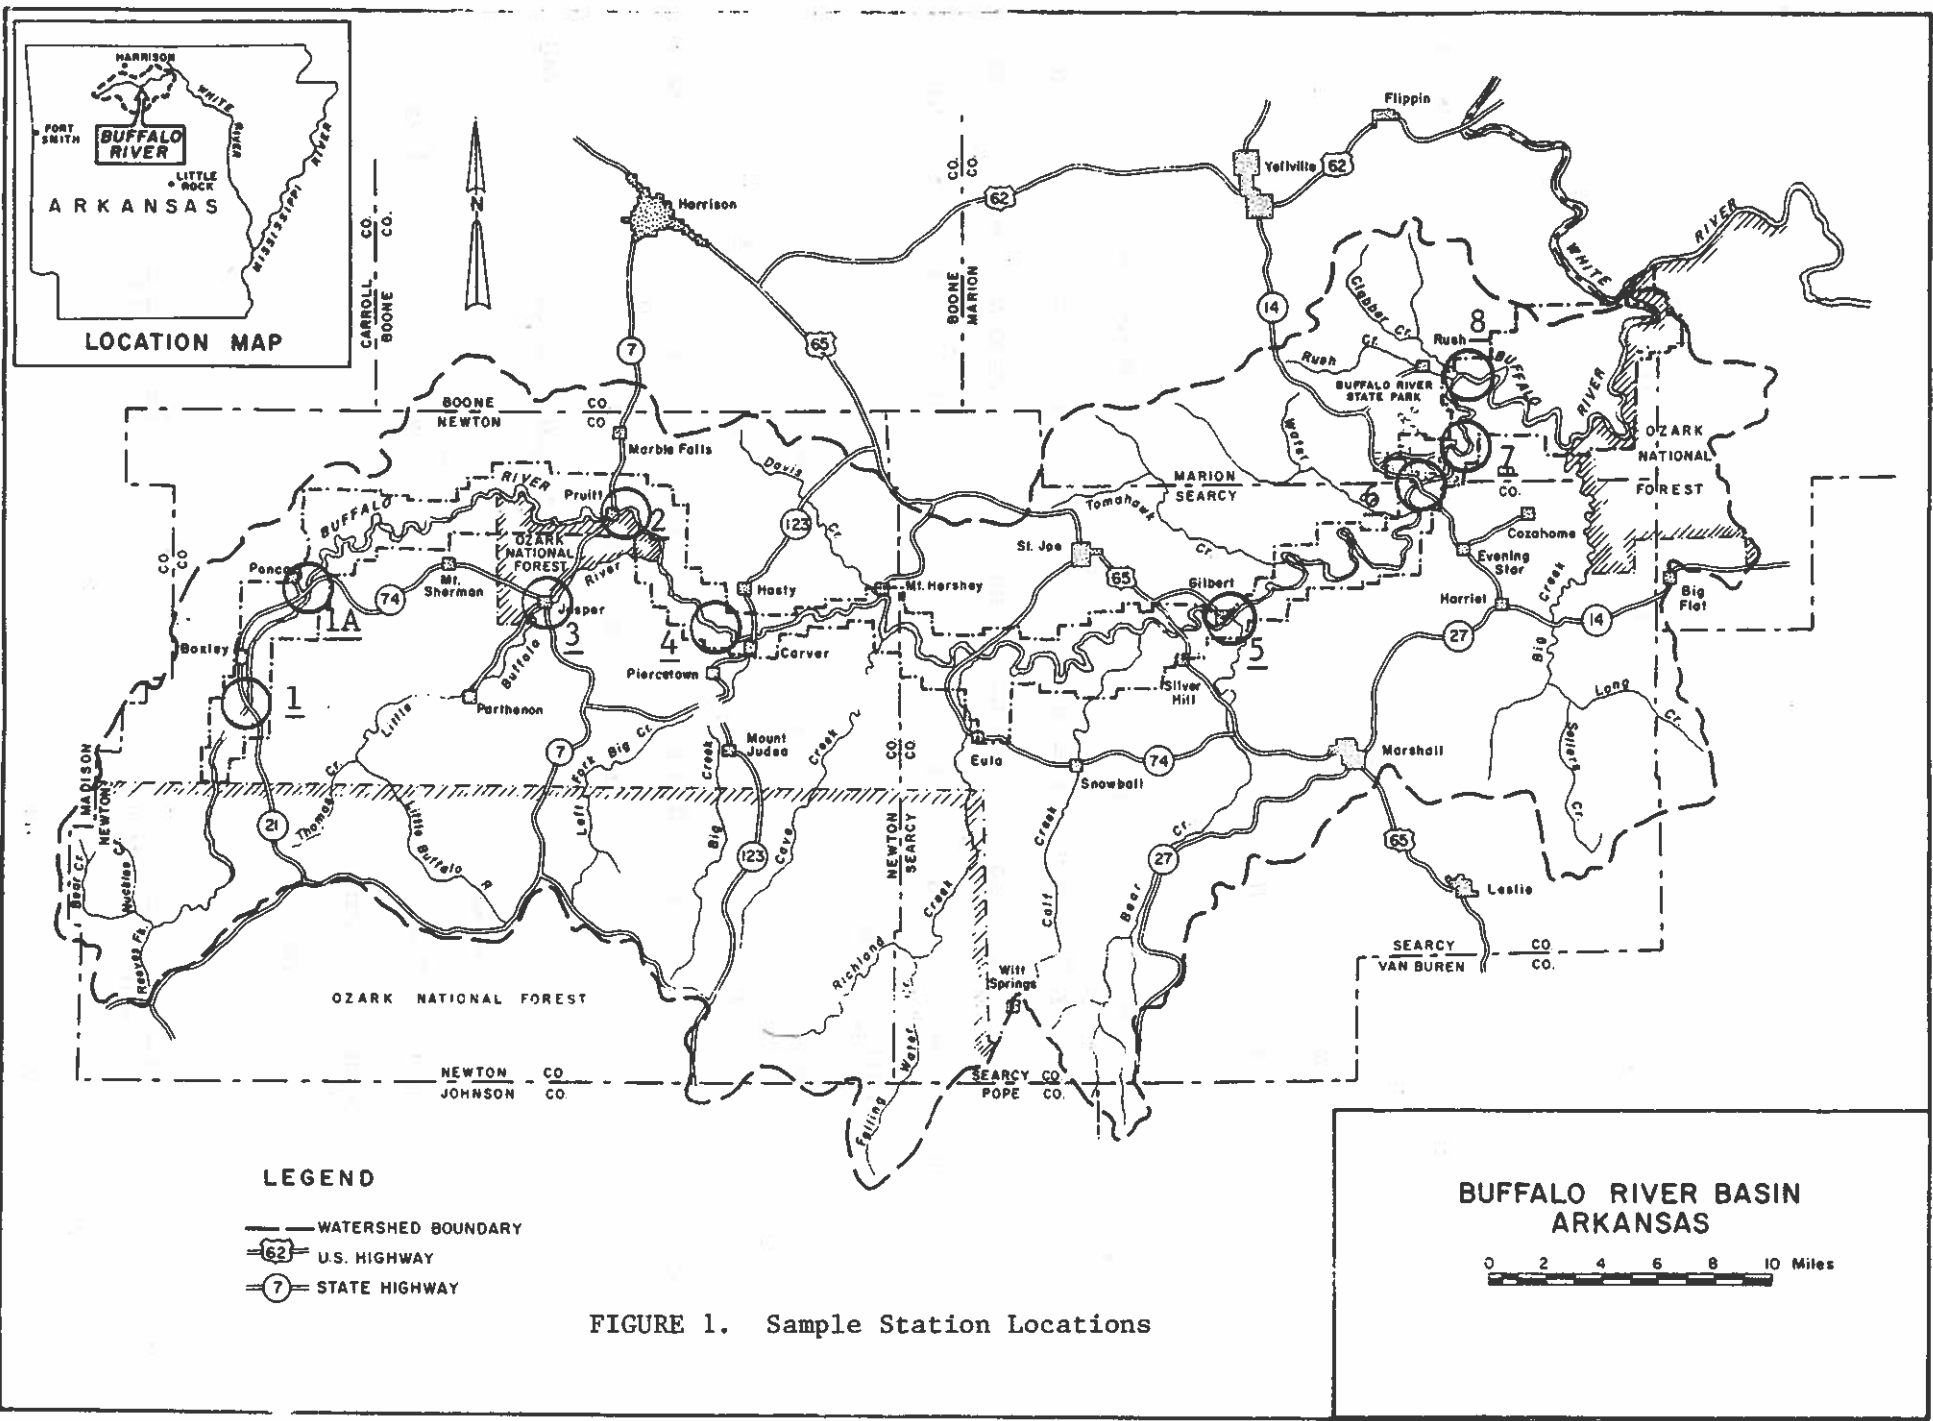 HARRISON
WHITE
RIVER
FORT
SMITH
BUFFALO
RIVER
LITTLE
ROCK
ARKANSAS
MISSISSIPPI RIVER
LOCATION MAP
N
CARROLL CO.
BOONE CO.
BOONE CO.
MARION CO.
Harrison
62
Yellville
62
Flippin
WHITE
RIVER
14
7
65
Clabber Cr.
8
Rush
Rush Cr.
BUFFALO
RIVER
BUFFALO RIVER
STATE PARK
BOONE CO.
NEWTON CO.
Marble Falls
Davis
Cr.
Water
7
OZARK
NATIONAL
FOREST
MARION
SEARCY
CO.
6
Tomahawk
Cr.
BUFFALO
RIVER
Pruitt
2
123
OZARK
NATIONAL
FOREST
River
St. Joe
65
Cozahome
Evening
Star
CO.
CO.
Ponca
1A
74
Mt.
Sherman
Jasper
3
Hasty
Mt. Hershey
4
Carver
Gilbert
5
Harriet
27
14
Big
Flat
Creek
Big
Boxley
1
Buffalo
Piercetown
Parthenon
Little
Silver
Hill
Long
Cr.
Sellers
Cr.
7
Left Fork Big Cr.
Mount
Judea
Creek
Big
Creek
Cave
CO.
CO.
NEWTON
SEARCY
Eula
74
Snowball
Marshall
MADISON
NEWTON
21
Thomas Cr.
Little
Buffalo
R
123
Bear Cr.
Nuckles Cr.
Reeves Fk.
Creek
Calf
Cr.
Bear
27
65
Leslie
Richland
Creek
SEARCY CO
VAN BUREN CO.
Witt
Springs
OZARK NATIONAL FOREST
Water
Falling
NEWTON CO
JOHNSON CO.
SEARCY CO
POPE CO.
LEGEND
WATERSHED BOUNDARY
62 U.S. HIGHWAY
7 STATE HIGHWAY
BUFFALO RIVER BASIN
ARKANSAS
0 2 4 6 8 10 Miles
FIGURE 1. Sample Station Locations